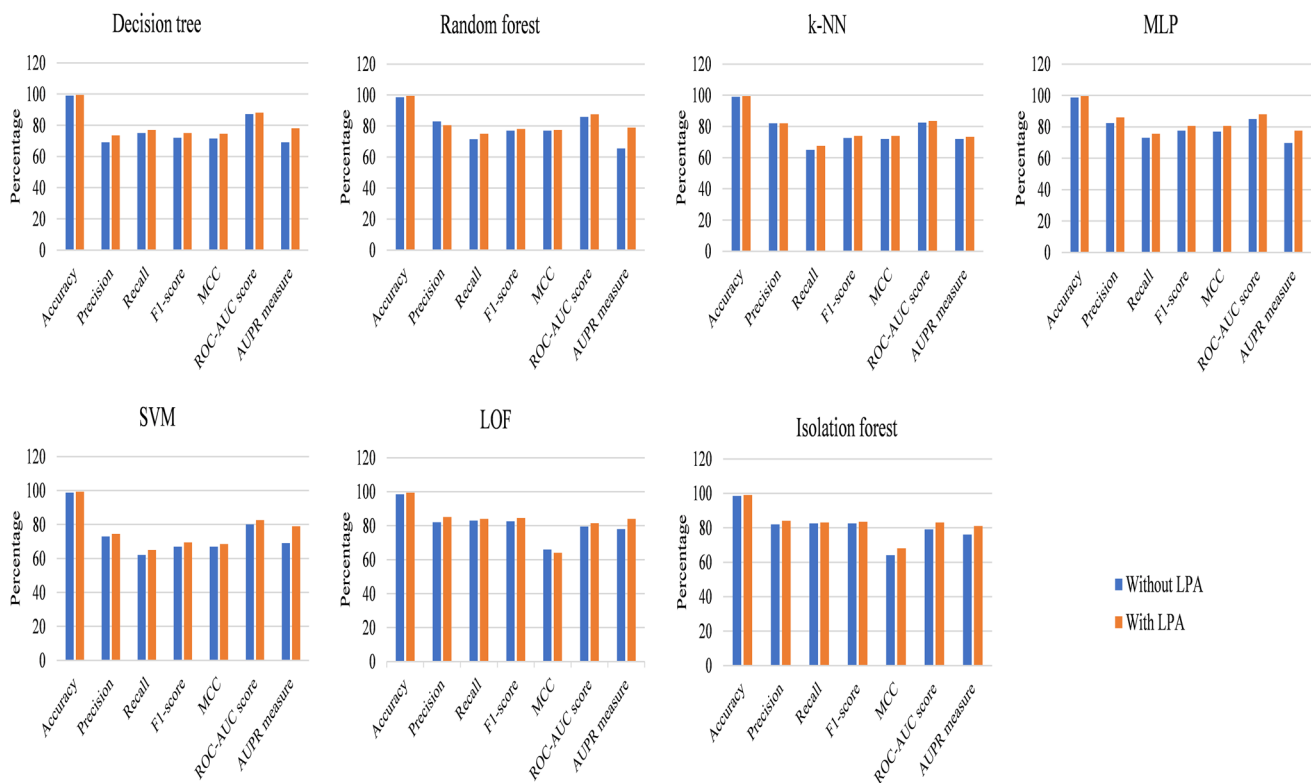 Decision tree
Percentage
120
100
80
60
40
20
0
Accuracy
Precision
Recall
F1-score
MCC
ROC-AUC score
AUPR measure
Random forest
Percentage
120
100
80
60
40
20
0
Accuracy
Precision
Recall
F1-score
MCC
ROC-AUC score
AUPR measure
k-NN
Percentage
120
100
80
60
40
20
0
Accuracy
Precision
Recall
F1-score
MCC
ROC-AUC score
AUPR measure
MLP
Percentage
120
100
80
60
40
20
0
Accuracy
Precision
Recall
F1-score
MCC
ROC-AUC score
AUPR measure
SVM
Percentage
120
100
80
60
40
20
0
Accuracy
Precision
Recall
F1-score
MCC
ROC-AUC score
AUPR measure
LOF
Percentage
120
100
80
60
40
20
0
Accuracy
Precision
Recall
F1-score
MCC
ROC-AUC score
AUPR measure
Isolation forest
Percentage
120
100
80
60
40
20
0
Accuracy
Precision
Recall
F1-score
MCC
ROC-AUC score
AUPR measure
Without LPA
With LPA